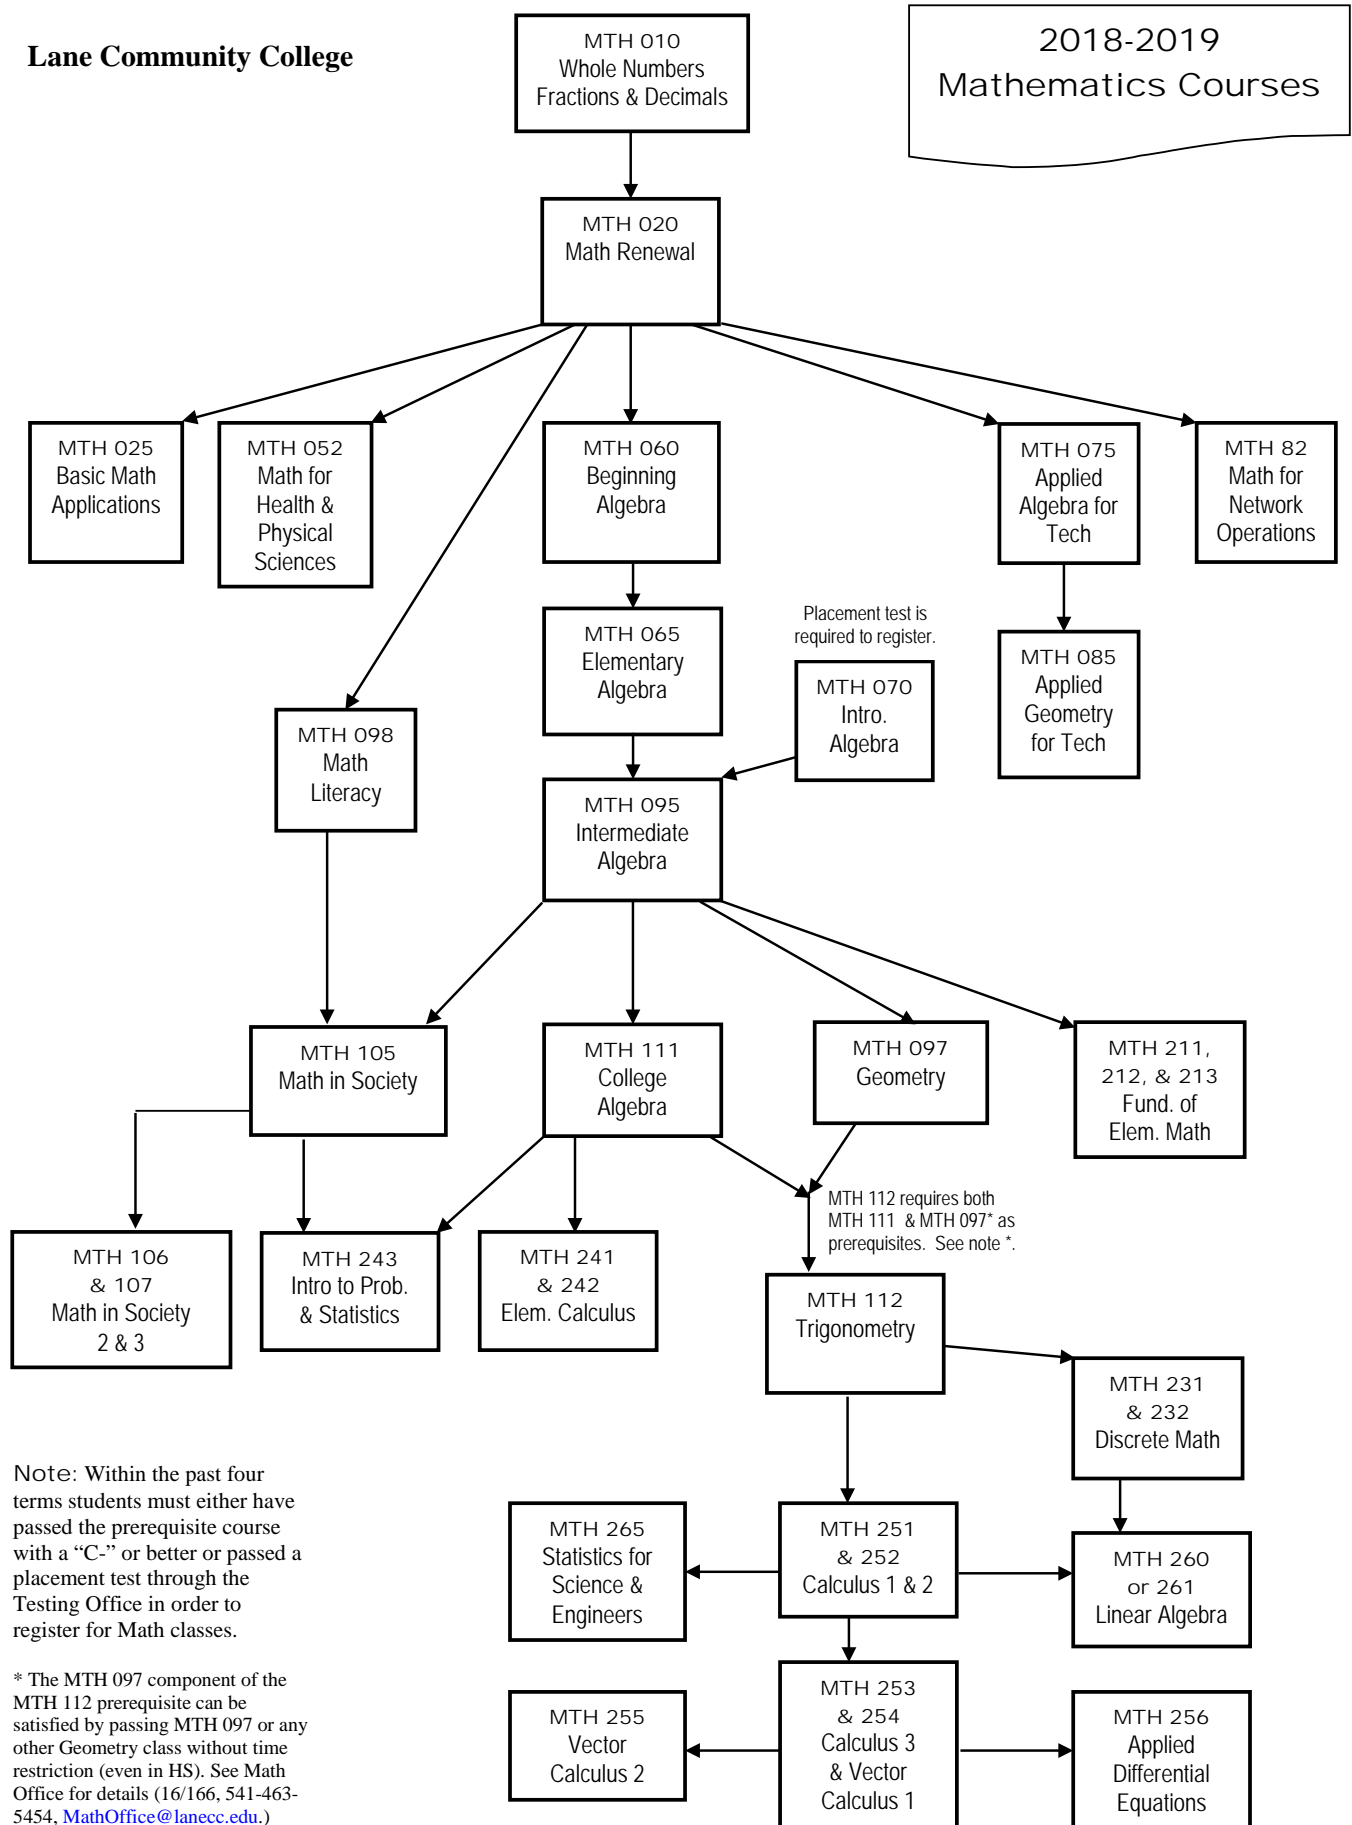 Lane Community College
2018-2019
Mathematics Courses
MTH 010
Whole Numbers
Fractions & Decimals
MTH 020
Math Renewal
MTH 025
Basic Math
Applications
MTH 052
Math for
Health &
Physical
Sciences
MTH 060
Beginning
Algebra
MTH 075
Applied
Algebra for
Tech
MTH 82
Math for
Network
Operations
MTH 065
Elementary
Algebra
Placement test is
required to register.
MTH 070
Intro.
Algebra
MTH 085
Applied
Geometry
for Tech
MTH 098
Math
Literacy
MTH 095
Intermediate
Algebra
MTH 105
Math in Society
MTH 111
College
Algebra
MTH 097
Geometry
MTH 211,
212, & 213
Fund. of
Elem. Math
MTH 112 requires both
MTH 111 & MTH 097* as
prerequisites. See note *.
MTH 106
& 107
Math in Society
2 & 3
MTH 243
Intro to Prob.
& Statistics
MTH 241
& 242
Elem. Calculus
MTH 112
Trigonometry
MTH 231
& 232
Discrete Math
Note: Within the past four
terms students must either have
passed the prerequisite course
with a “C-” or better or passed a
placement test through the
Testing Office in order to
register for Math classes.
MTH 265
Statistics for
Science &
Engineers
MTH 251
& 252
Calculus 1 & 2
MTH 260
or 261
Linear Algebra
* The MTH 097 component of the
MTH 112 prerequisite can be
satisfied by passing MTH 097 or any
other Geometry class without time
restriction (even in HS). See Math
Office for details (16/166, 541-463-
5454, MathOffice@lanecc.edu.)
MTH 255
Vector
Calculus 2
MTH 253
& 254
Calculus 3
& Vector
Calculus 1
MTH 256
Applied
Differential
Equations